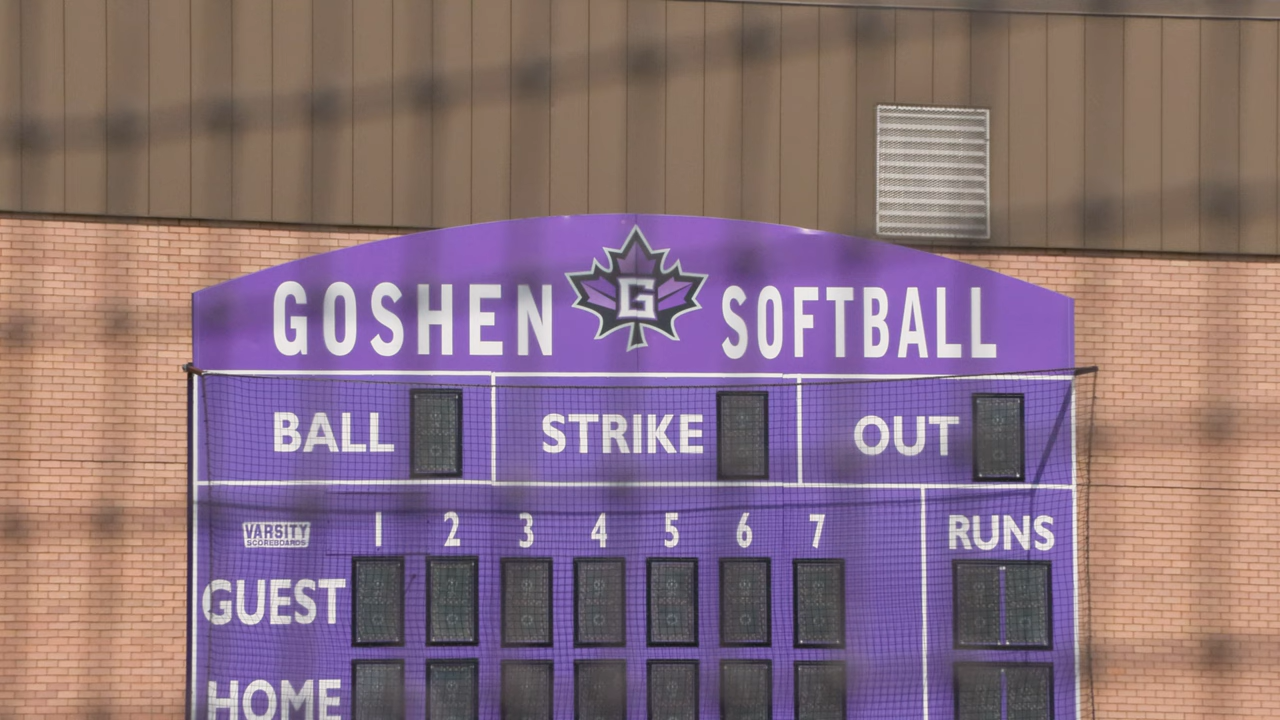 GOSHEN G SOFTBALL
BALL STRIKE OUT
VARSITY SCOREBOARDS 1 2 3 4 5 6 7 RUNS
GUEST
HOME